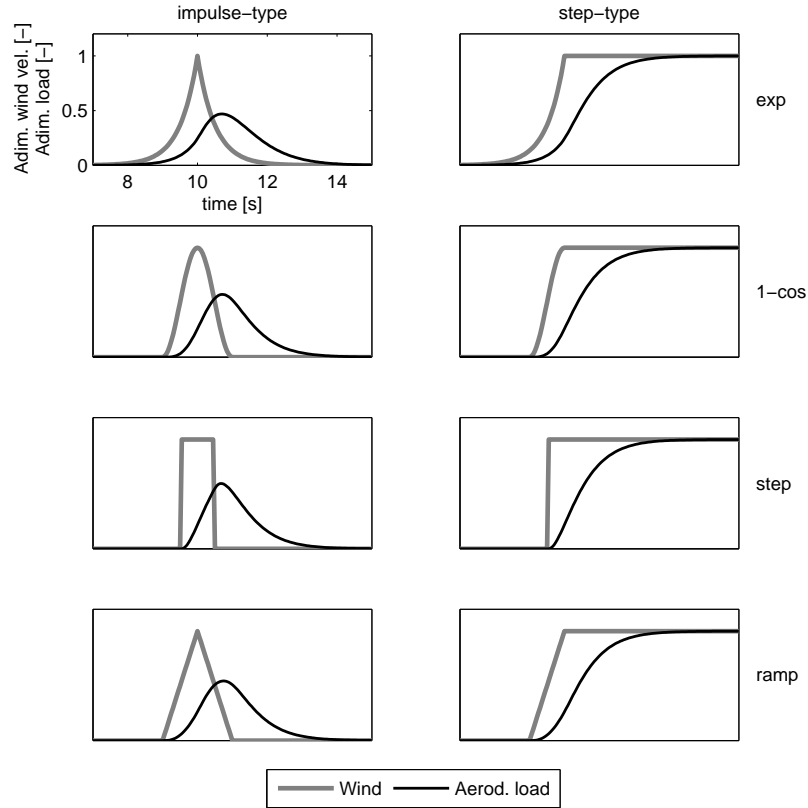 impulse−type
step−type
Adim. wind vel. [−]
Adim. load [−]
1
0.5
0
8
10
12
14
time [s]
exp
1−cos
step
ramp
Wind
Aerod. load